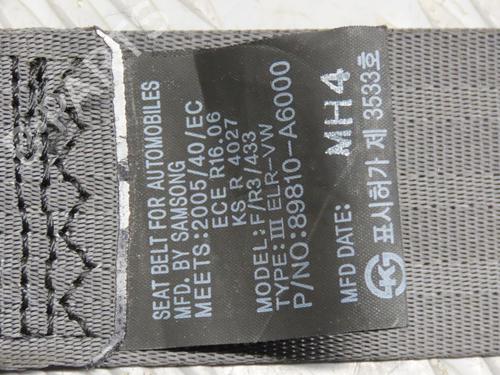 SEAT BELT FOR AUTOMOBILES
MFD. BY SAMSONG
MEETS:2005/40/EC
ECE R16.06
KS R 4027
MODEL:F/R3/433
TYPE:III ELR-VW
P/NO:89810-A6000
MFD DATE: MH4
표시허가 제 3533호